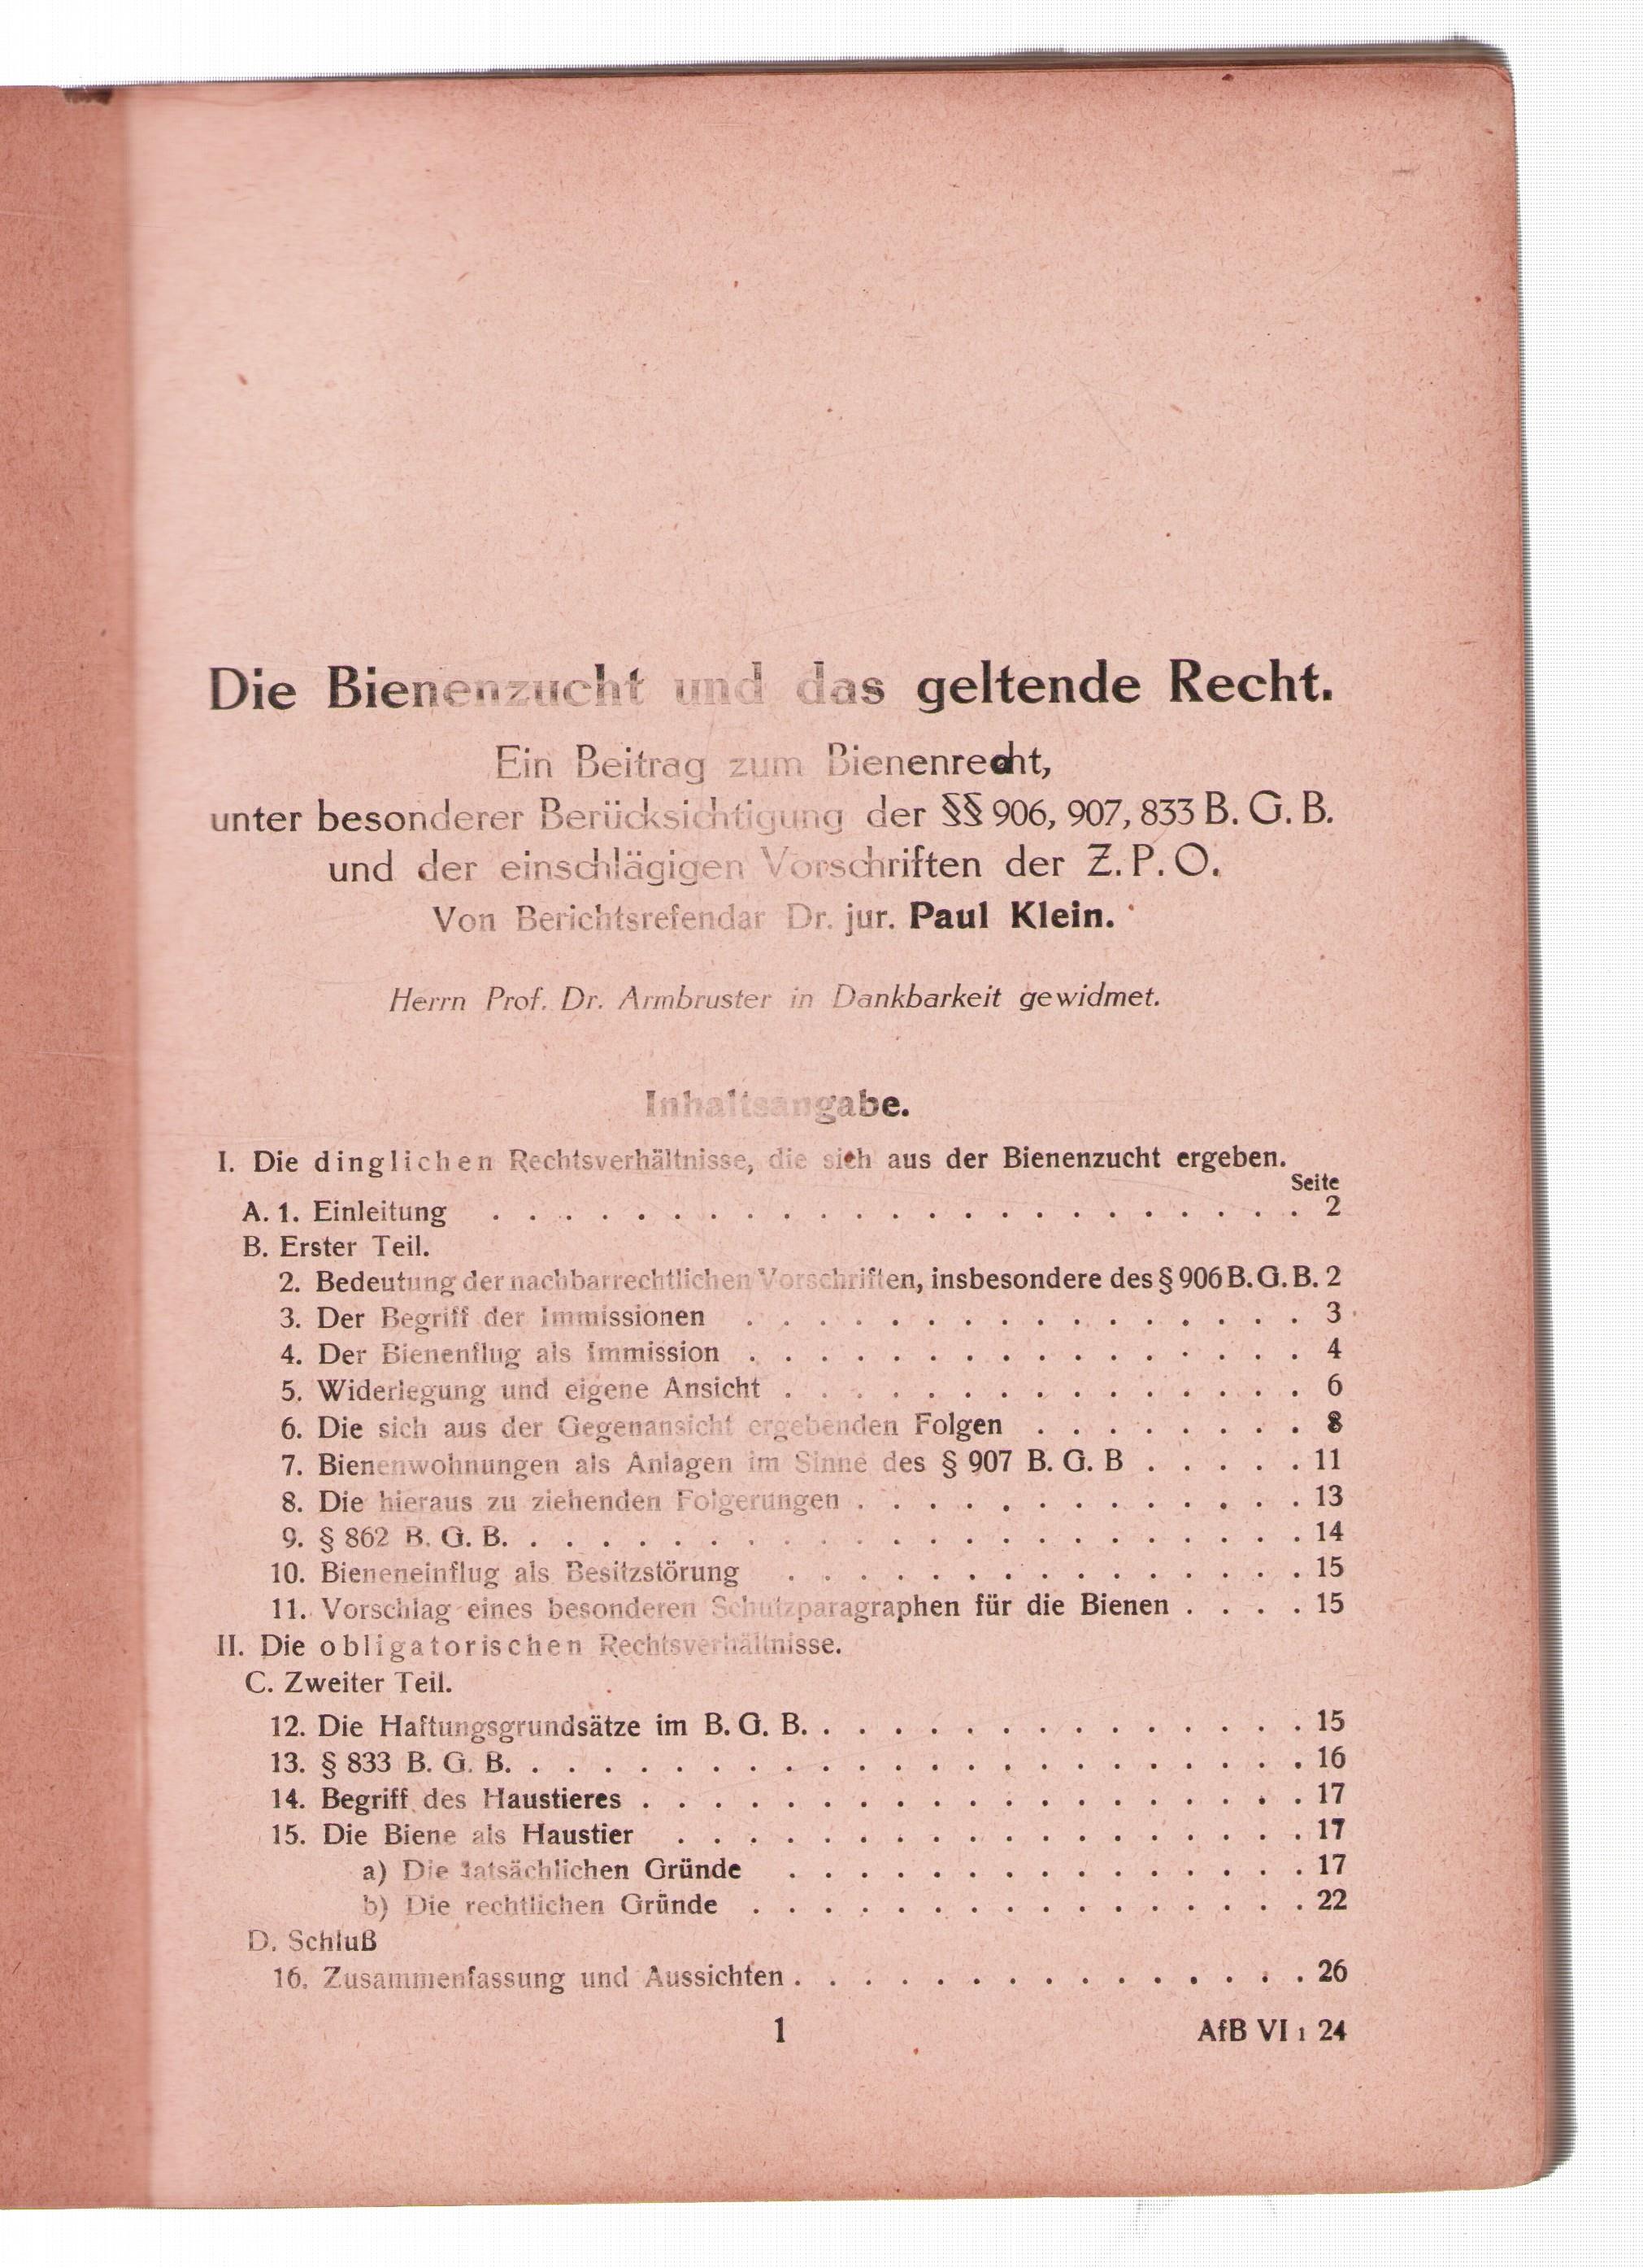 Die Bienenzucht und das geltende Recht.
Ein Beitrag zum Bienenrecht,
unter besonderer Berücksichtigung der §§ 906, 907, 833 B. G. B.
und der einschlägigen Vorschriften der Z. P. O.
Von Berichtsrefendar Dr. jur. Paul Klein.
Herrn Prof. Dr. Armbruster in Dankbarkeit gewidmet.
Inhaltsangabe.
I. Die dinglichen Rechtsverhältnisse, die sich aus der Bienenzucht ergeben.
Seite
A. 1. Einleitung . . . . . . . . . . . . . . . . . . . . . . . 2
B. Erster Teil.
2. Bedeutung der nachbarrechtlichen Vorschriften, insbesondere des § 906 B. G. B. 2
3. Der Begriff der Immissionen . . . . . . . . . . . . . . . . 3
4. Der Bienenflug als Immission . . . . . . . . . . . . . . . . 4
5. Widerlegung und eigene Ansicht . . . . . . . . . . . . . . . 6
6. Die sich aus der Gegenansicht ergebenden Folgen . . . . . . . . 8
7. Bienenwohnungen als Anlagen im Sinne des § 907 B. G. B . . . . . 11
8. Die hieraus zu ziehenden Folgerungen . . . . . . . . . . . . . 13
9. § 862 B. G. B. . . . . . . . . . . . . . . . . . . . . . . . 14
10. Bieneneinflug als Besitzstörung . . . . . . . . . . . . . . . 15
11. Vorschlag eines besonderen Schutzparagraphen für die Bienen . . . . 15
II. Die obligatorischen Rechtsverhältnisse.
C. Zweiter Teil.
12. Die Haftungsgrundsätze im B. G. B. . . . . . . . . . . . . . . . 15
13. § 833 B. G. B. . . . . . . . . . . . . . . . . . . . . . . . 16
14. Begriff des Haustieres . . . . . . . . . . . . . . . . . . . 17
15. Die Biene als Haustier . . . . . . . . . . . . . . . . . . 17
a) Die tatsächlichen Gründe . . . . . . . . . . . . . . . 17
b) Die rechtlichen Gründe . . . . . . . . . . . . . . . . 22
D. Schluß
16. Zusammenfassung und Aussichten . . . . . . . . . . . . . . . 26
1 AfB VI 1 24